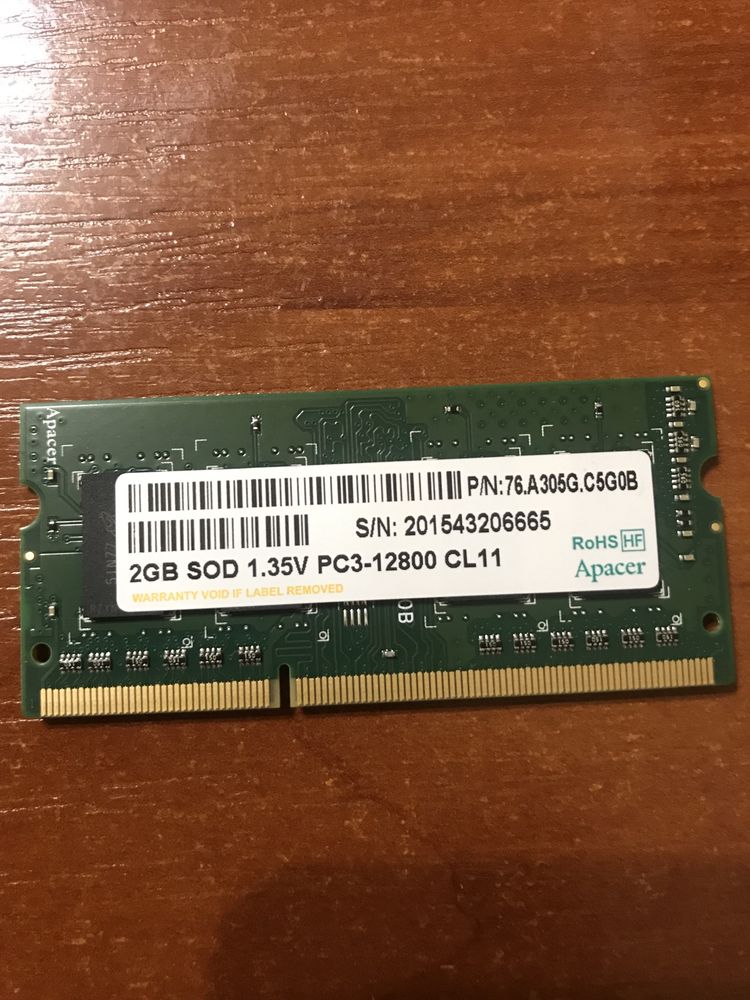 Apacer
P/N:76.A305G.C5G0B
S/N: 201543206665
2GB SOD 1.35V PC3-12800 CL11
WARRANTY VOID IF LABEL REMOVED
RoHS HF
Apacer